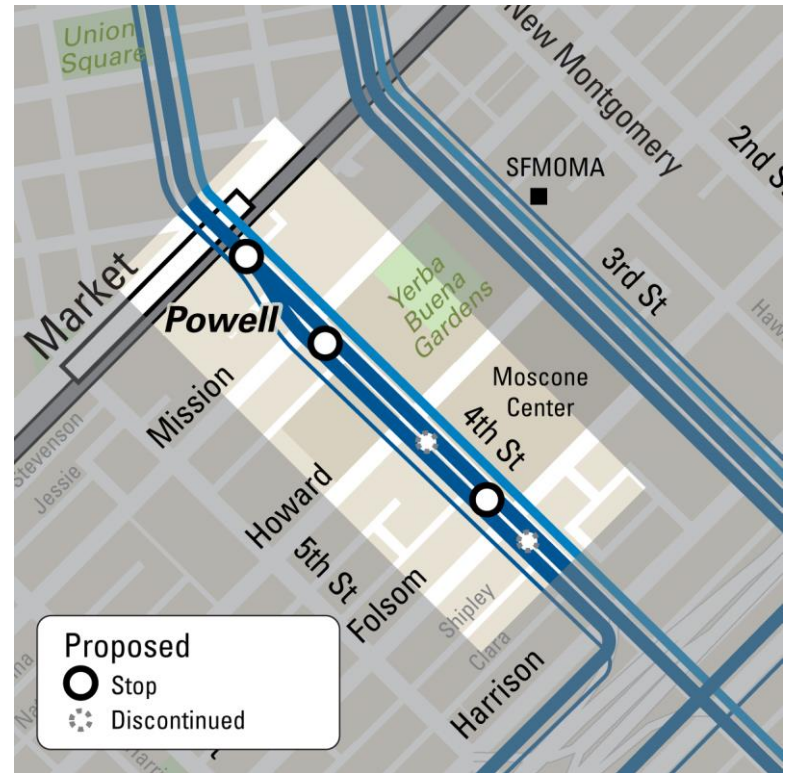 Union
Square
New Montgomery
2nd S
SFMOMA
3rd St
Haw
Market
Powell
Yerba
Buena
Gardens
Moscone
Center
4th St
Mission
Stevenson
Jessie
Howard
5th St
Folsom
Shipley
Clara
Harrison
Proposed
Stop
Discontinued